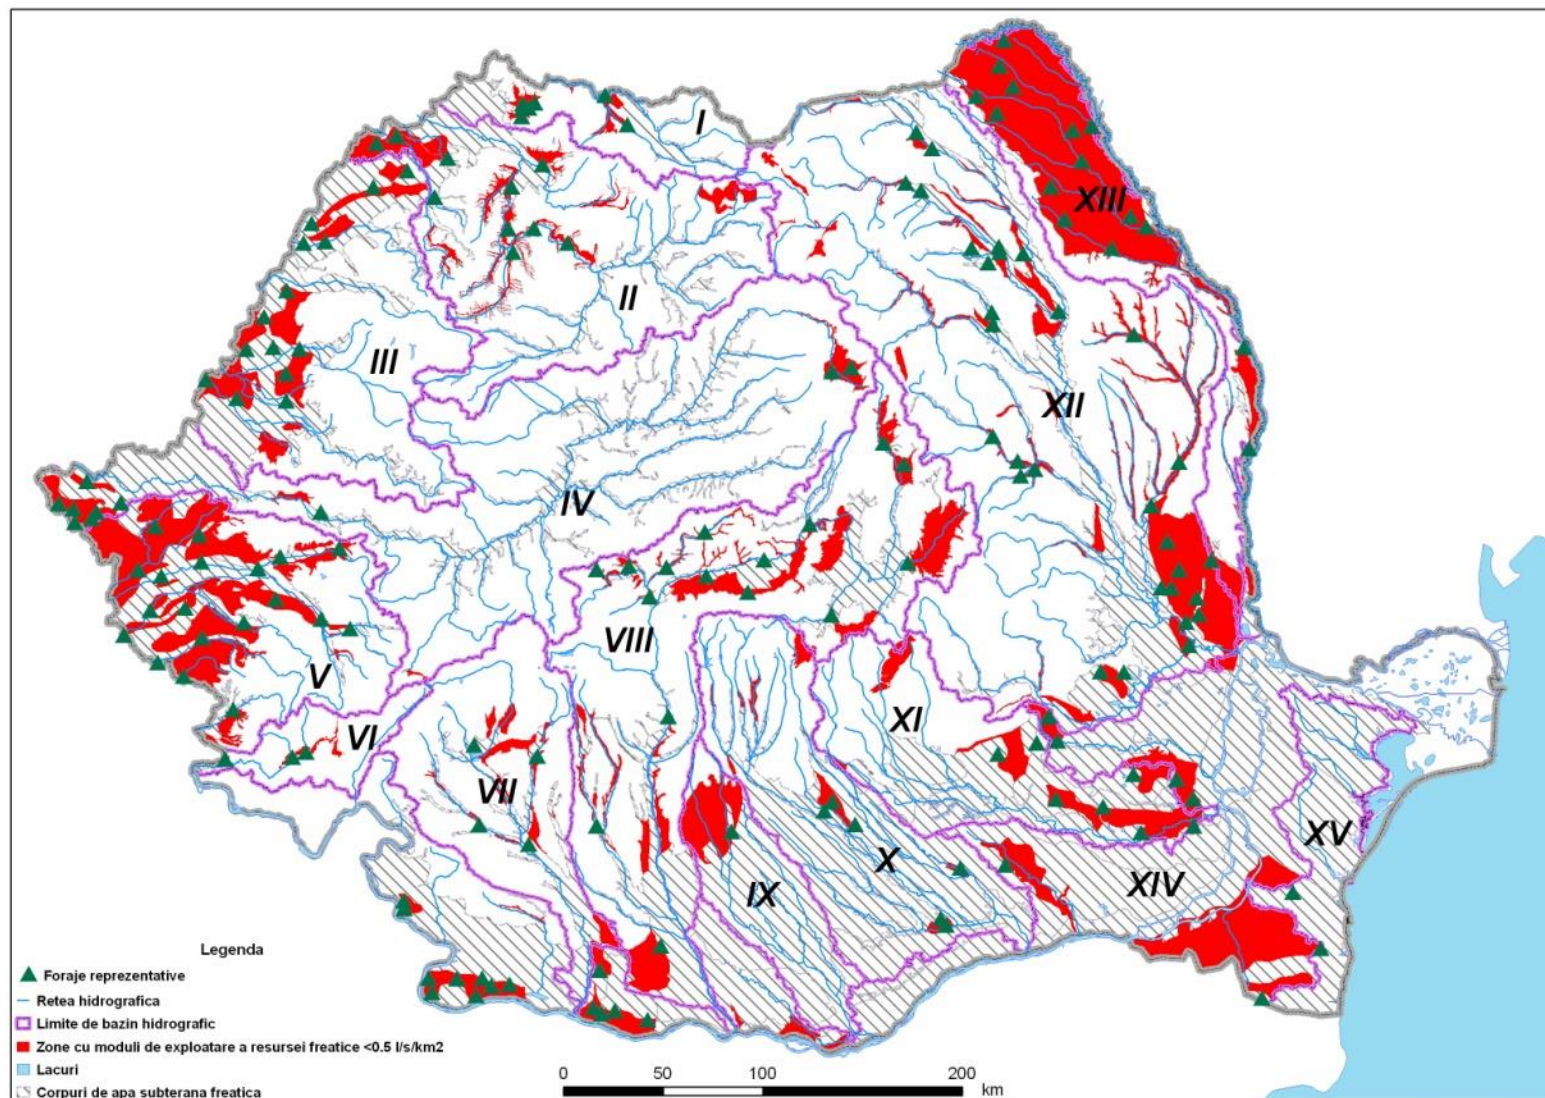 I
XIII
II
III
XII
IV
VIII
V
VI
XI
VII
XV
X
XIV
IX
Legenda
Foraje reprezentative
Retea hidrografica
Limite de bazin hidrografic
Zone cu moduli de exploatare a resursei freatice <0.5 l/s/km2
Lacuri
Corpuri de apa subterana freatica
0 50 100 200
km